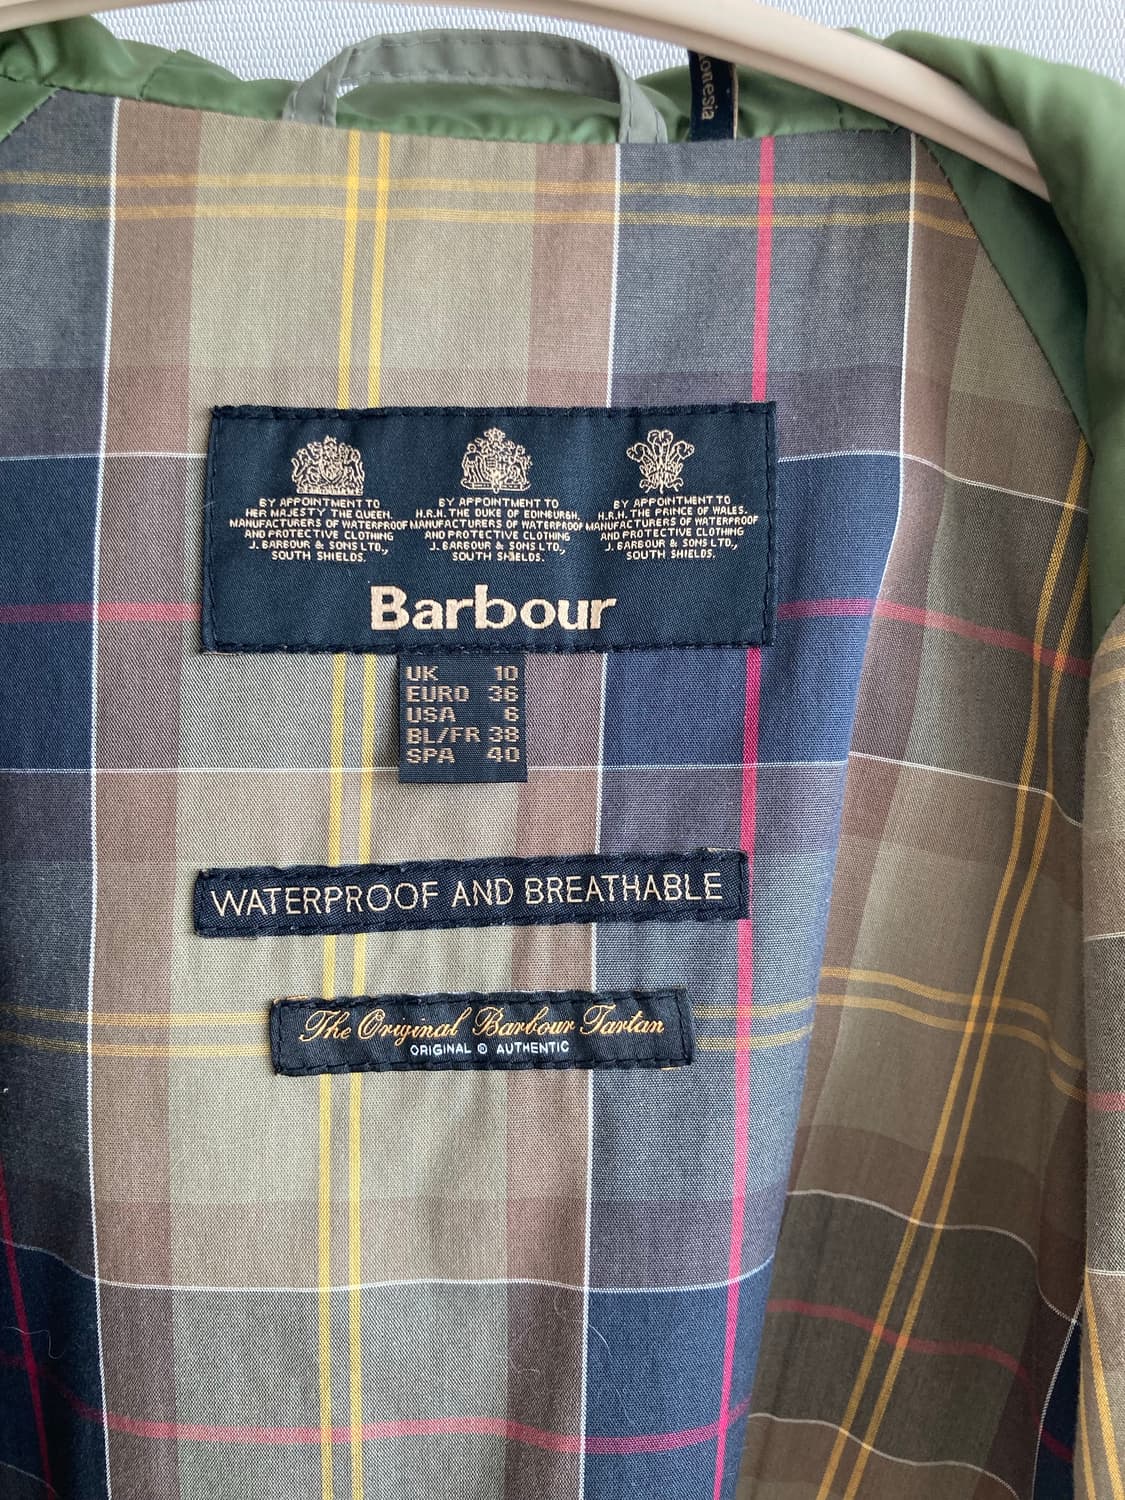 onesia
BY APPOINTMENT TO
HER MAJESTY THE QUEEN.
MANUFACTURERS OF WATERPROOF
AND PROTECTIVE CLOTHING
J. BARBOUR & SONS LTD.,
SOUTH SHIELDS.
BY APPOINTMENT TO
H.R.H. THE DUKE OF EDINBURGH.
MANUFACTURERS OF WATERPROOF
AND PROTECTIVE CLOTHING
J. BARBOUR & SONS LTD.,
SOUTH SHIELDS.
BY APPOINTMENT TO
H.R.H. THE PRINCE OF WALES.
MANUFACTURERS OF WATERPROOF
AND PROTECTIVE CLOTHING
J. BARBOUR & SONS LTD.,
SOUTH SHIELDS.
Barbour
UK 10
EURO 36
USA 6
BL/FR 38
SPA 40
WATERPROOF AND BREATHABLE
The Original Barbour Tartan
ORIGINAL & AUTHENTIC